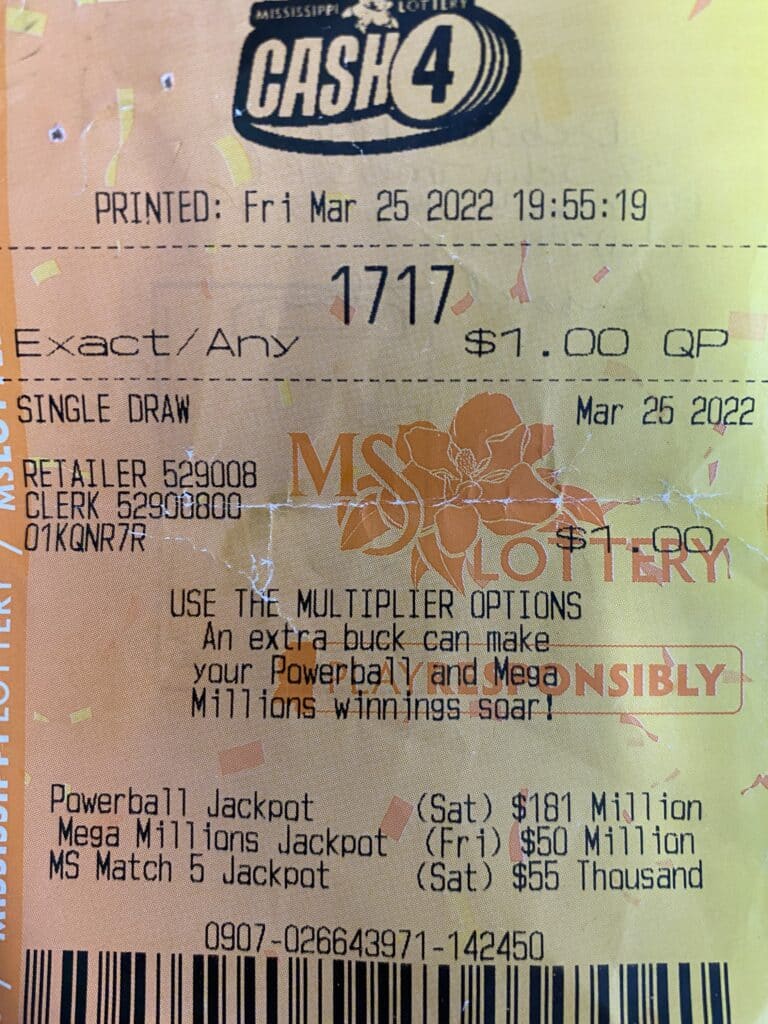 MISSISSIPPI LOTTERY
CASH 4
PRINTED: Fri Mar 25 2022 19:55:19
1717
Exact/Any $1.00 QP
SINGLE DRAW Mar 25 2022
RETAILER 529008
CLERK 52900800
01KQNR7R
$1.00
MS
LOTTERY
USE THE MULTIPLIER OPTIONS
An extra buck can make
your Powerball and Mega
Millions winnings soar!
PLAY RESPONSIBLY
Powerball Jackpot (Sat) $181 Million
Mega Millions Jackpot (Fri) $50 Million
MS Match 5 Jackpot (Sat) $55 Thousand
0907-026643971-142450
/ MISSISSIPPI LOTTERY / MSLOT